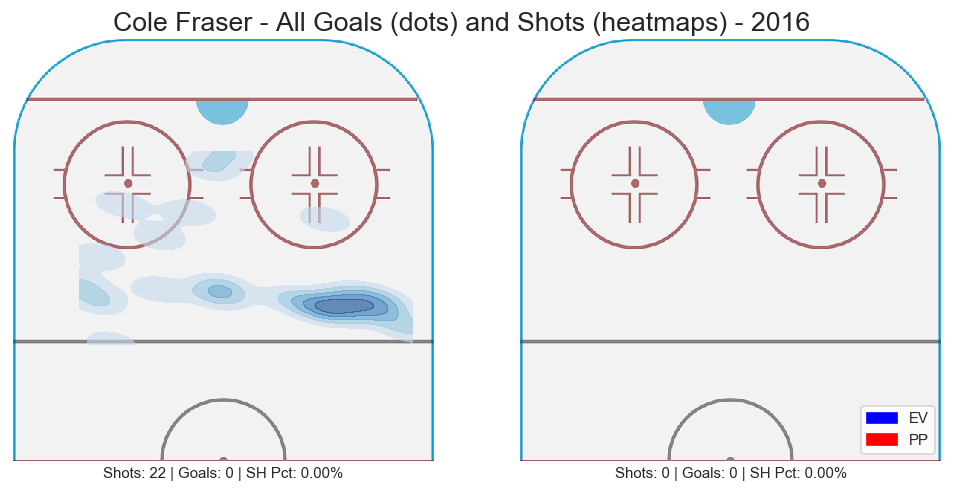 Cole Fraser - All Goals (dots) and Shots (heatmaps) - 2016
EV
PP
Shots: 22 | Goals: 0 | SH Pct: 0.00%
Shots: 0 | Goals: 0 | SH Pct: 0.00%